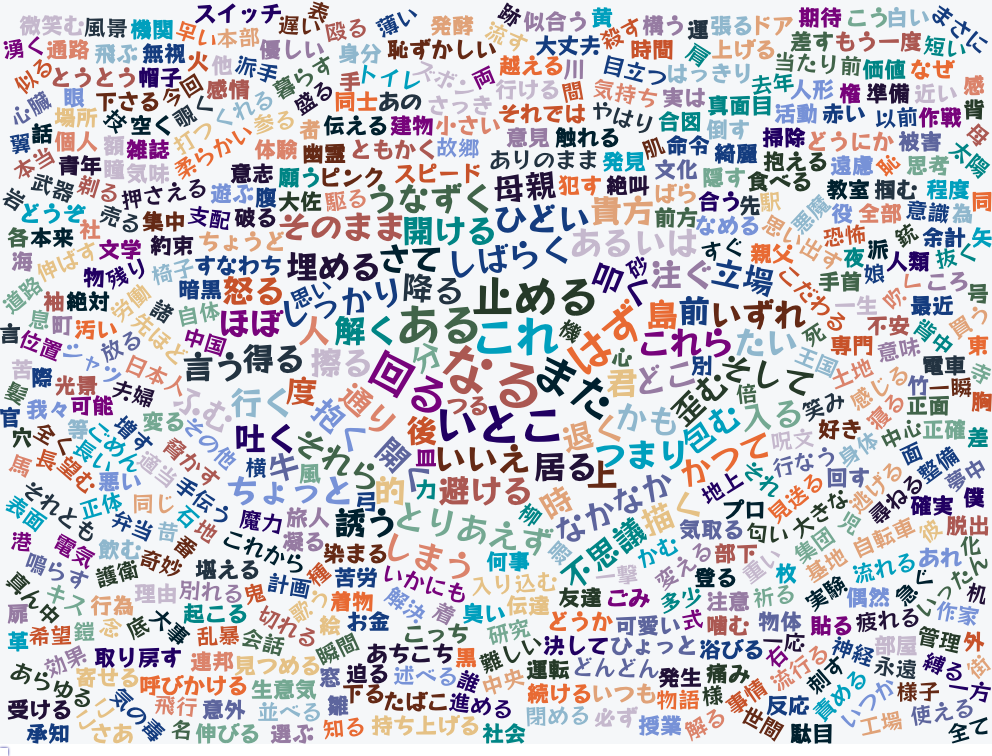 微笑む 風景 機関 スイッチ 遅い 表 殴る 薄い 発酵 跡 似合う 黄 殺す 構う 運 張る ドア 期待 こう 白い まさに
湧く 通路 飛ぶ 無視 早い 本部 優しい 身分 恥ずかしい 流す 大丈夫 時間 肩 上げる 差す もう一度 短い
似る とうとう 帽子 火 他 派手 暮らす 手 トイレ ズボン 両 越える 川 目立つ はっきり 去年 当たり前 価値 なぜ
心臓 眼 下さる 今回 感情 盛る 同士 あの さっき 行ける 間 気持ち 実は 真面目 人形 権 準備 近い 感
翼 話 場所 技 空く 覗く 打つ くれる 参る 者 伝える 建物 小さい それでは やはり 合図 倒す 活動 赤い 以前 作戦 背
本当 個人 額 雑誌 柔らかい 体験 幽霊 ともかく 故郷 意見 触れる 肌 命令 綺麗 掃除 どうにか 被害 母
青年 瞳 気味 意志 願う ピンク スピード ありのまま 発見 文化 抱える 遠慮 恥 思考 太陽
岩 武器 剃る 押さえる 遊ぶ 腹 大佐 駆る うなずく 母親 犯す 絶叫 ばら 隠す 食べる 教室 掴む 程度 同
どうぞ 売る 集中 支配 破る そのまま 開ける ひどい 貴方 前方 合う 先 駅 悪魔 役 全部 意識 為
各 本来 社 文学 約束 ちょうど さて しばらく あるいは なめる 思い出す 恐怖 派 銃 余計 矢
海 伸ばす 物 残り 椅子 すなわち 埋める 叩く 砂 注ぐ すぐ 立場 親父 こだわる 手首 夜 娘 人類 抜く
道路 袖 絶対 労働 諸 暗黒 怒る 思い しっかり 降る 止める 島 前 いずれ 一生 吹く ころ 号
息 町 汚い 先ほど 自体 ほぼ 人 解く ある これ 機 はず これら たい 死 不安 最近 背中 買う
言 位置 シャツ 放る 中国 言う 得る 擦る 分 なる また 心 どこ 別 王国 専門 意味 東
苦 際 光景 日本人 夫婦 度 回る 君 歪む そして 倍 土地 感じる 竹 電車 一瞬 寺
髪 我々 可能 変る ふむ 行く 抱く 通り つる いとこ かも 包む 入る 笑み 寝る 正面 胸
官 穴 全く 等 ごめん 増す その他 吐く それら 開く 後 退く つまり かつて 呪文 好き 身体 中心 正確 差
馬 長い 望む 長 悪い 適当 脅かす 横 牛 風 皿 いいえ 居る 上 それ 行なう 回す 面 整備
それとも 正体 同じ 手伝う ちょっと 弓 的 力 避ける 時 なかなか 地上 見送る 逃げる 尋ねる 夢中
表面 弁当 昔 石 地 魔力 旅人 誘う とりあえず 不思議 描く プロ 匂い 大きな 児 確実 僕
港 電気 飲む 番 これから 凝る 染まる しまう 何事 かむ 気取る 集団 自転車 彼 脱出
鳴らす 護衛 奇妙 堪える 種 苦労 いかにも 入り込む 一撃 変える 部下 重い 基地 流れる あれ 化
真ん中 キス 行為 理由 別れる 鬼 計画 着物 解決 着 臭い 伝達 友達 ごみ 多少 登る 注意 枚 祈る 実験 偶然 急ぐ いったん 机
扉 希望 鎧 念 底 大事 起こる 歌う 絵 お金 こっち 研究 どうか 可愛い 式 噛む 物体 貼る 疲れる 作家
革 効果 取り戻す 乱暴 会話 切れる 瞬間 あちこち 黒 難しい 決して ひょっと 浴びる 右 一応 神経 部屋 管理 外
あらゆる 寄せる 連邦 見つめる 窓 迫る 述べる 誰 中央 運転 どんどん 発生 痛み 流行る 刺す 永遠 縛る 街
受ける じき 気の毒 呼びかける 生意気 雛 下る たばこ 進める 続ける いつも 物語 様 事情 反応 責める いつか 様子 一方
承知 さあ 飛行 意外 並べる 名 伸びる 選ぶ 知る 持ち上げる 社会 閉める 必ず 授業 解る 世間 駄目 工場 使える 全て